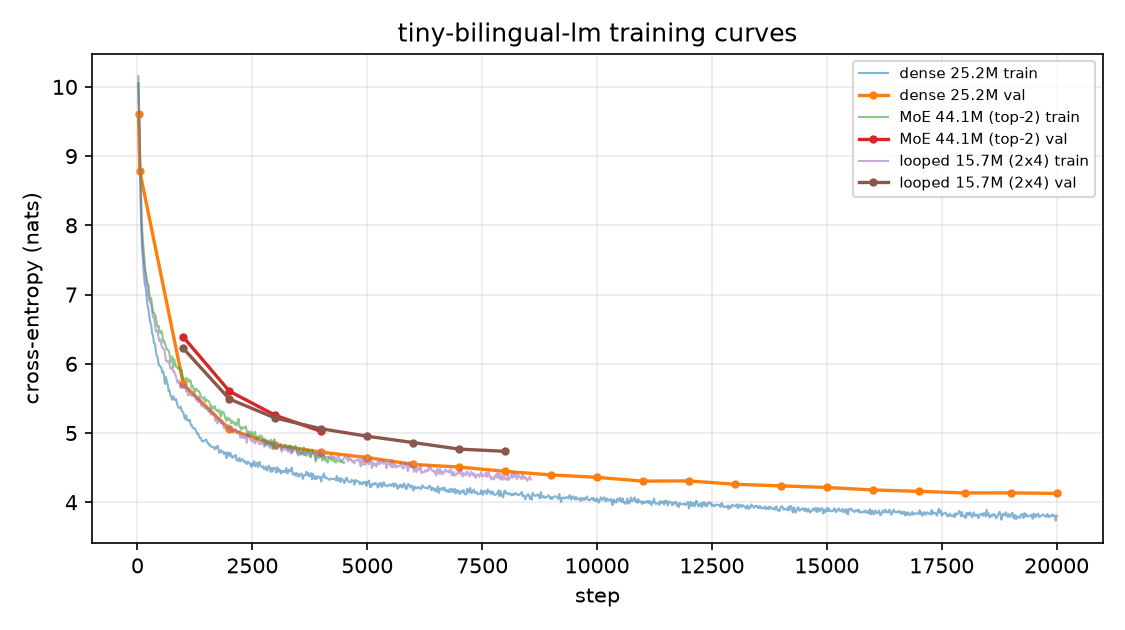 tiny-bilingual-lm training curves
dense 25.2M train
dense 25.2M val
MoE 44.1M (top-2) train
MoE 44.1M (top-2) val
looped 15.7M (2x4) train
looped 15.7M (2x4) val
cross-entropy (nats)
10
9
8
7
6
5
4
0 2500 5000 7500 10000 12500 15000 17500 20000
step